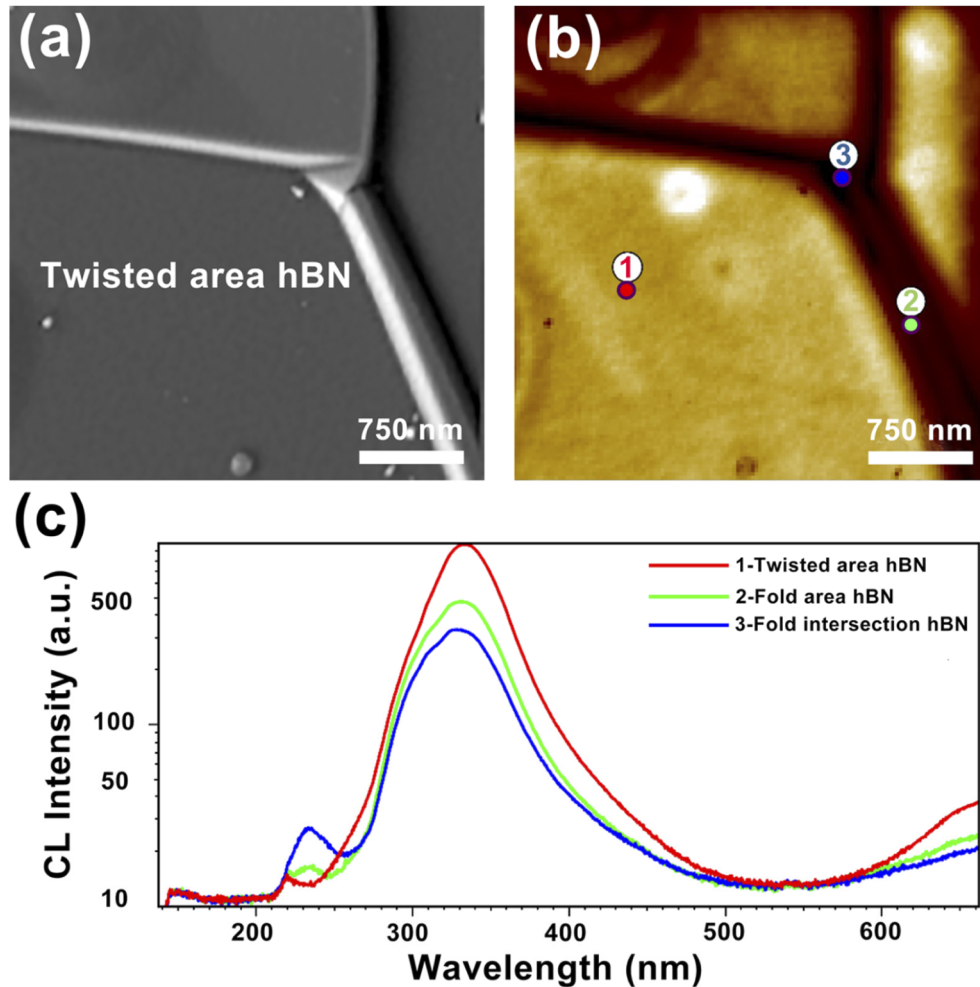 (a)
Twisted area hBN
750 nm
(b)
3
1
2
750 nm
(c)
CL Intensity (a.u.)
500
100
50
10
1-Twisted area hBN
2-Fold area hBN
3-Fold intersection hBN
200 300 400 500 600
Wavelength (nm)